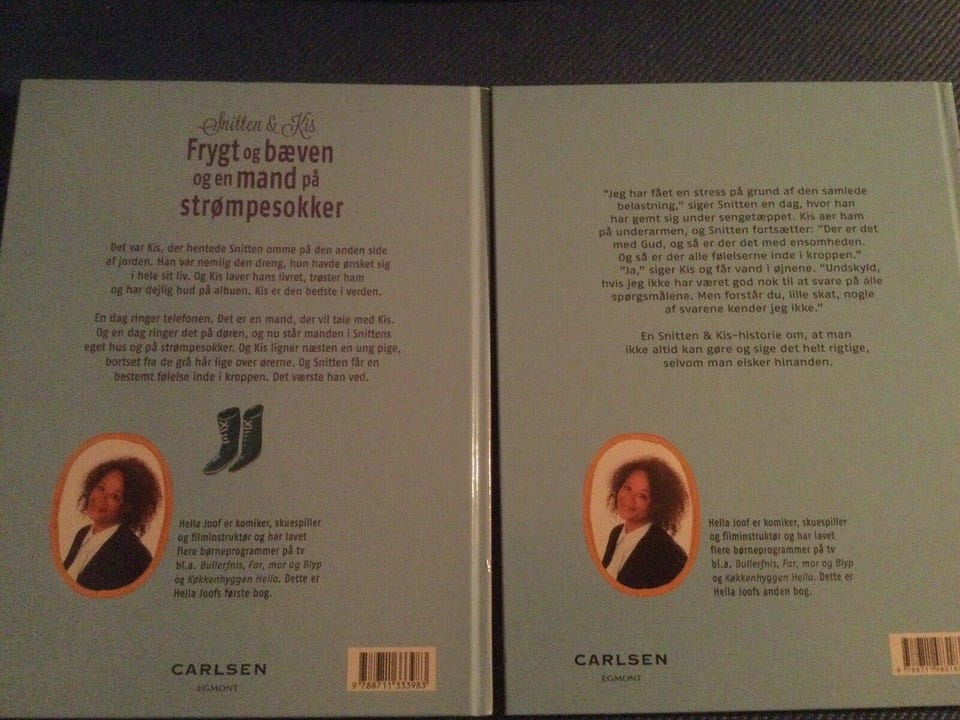 Snitten & Kis
Frygt og bæven
og en mand på
strømpesokker
Det var Kis, der hentede Snitten omme på den anden side
af jorden. Han var nemlig den dreng, hun havde ønsket sig
i hele sit liv. Og Kis laver hans livret, trøster ham
og har dejlig hud på albuen. Kis er den bedste i verden.
En dag ringer telefonen. Det er en mand, der vil tale med Kis.
Og en dag ringer det på døren, og nu står manden i Snittens
eget hus og på strømpesokker. Og Kis ligner næsten en ung pige,
bortset fra de grå hår lige over ørerne. Og Snitten får en
bestemt følelse inde i kroppen. Det værste han ved.
Hella Joof er komiker, skuespiller
og filminstruktør og har lavet
flere børneprogrammer på tv
bl.a. Bullerfnis, Far, mor og Blyp
og Køkkenhyggen Hella. Dette er
Hella Joofs første bog.
CARLSEN
EGMONT
9 788711 333983
"Jeg har fået en stress på grund af den samlede
belastning," siger Snitten en dag, hvor han
har gemt sig under sengetæppet. Kis aer ham
på underarmen, og Snitten fortsætter: "Der er det
med Gud, og så er der det med ensomheden.
Og så er der alle følelserne inde i kroppen."
"Ja," siger Kis og får vand i øjnene. "Undskyld,
hvis jeg ikke har været god nok til at svare på alle
spørgsmålene. Men forstår du, lille skat, nogle
af svarene kender jeg ikke."
En Snitten & Kis-historie om, at man
ikke altid kan gøre og sige det helt rigtige,
selvom man elsker hinanden.
Hella Joof er komiker, skuespiller
og filminstruktør og har lavet
flere børneprogrammer på tv
bl.a. Bullerfnis, Far, mor og Blyp
og Køkkenhyggen Hella. Dette er
Hella Joofs anden bog.
CARLSEN
EGMONT